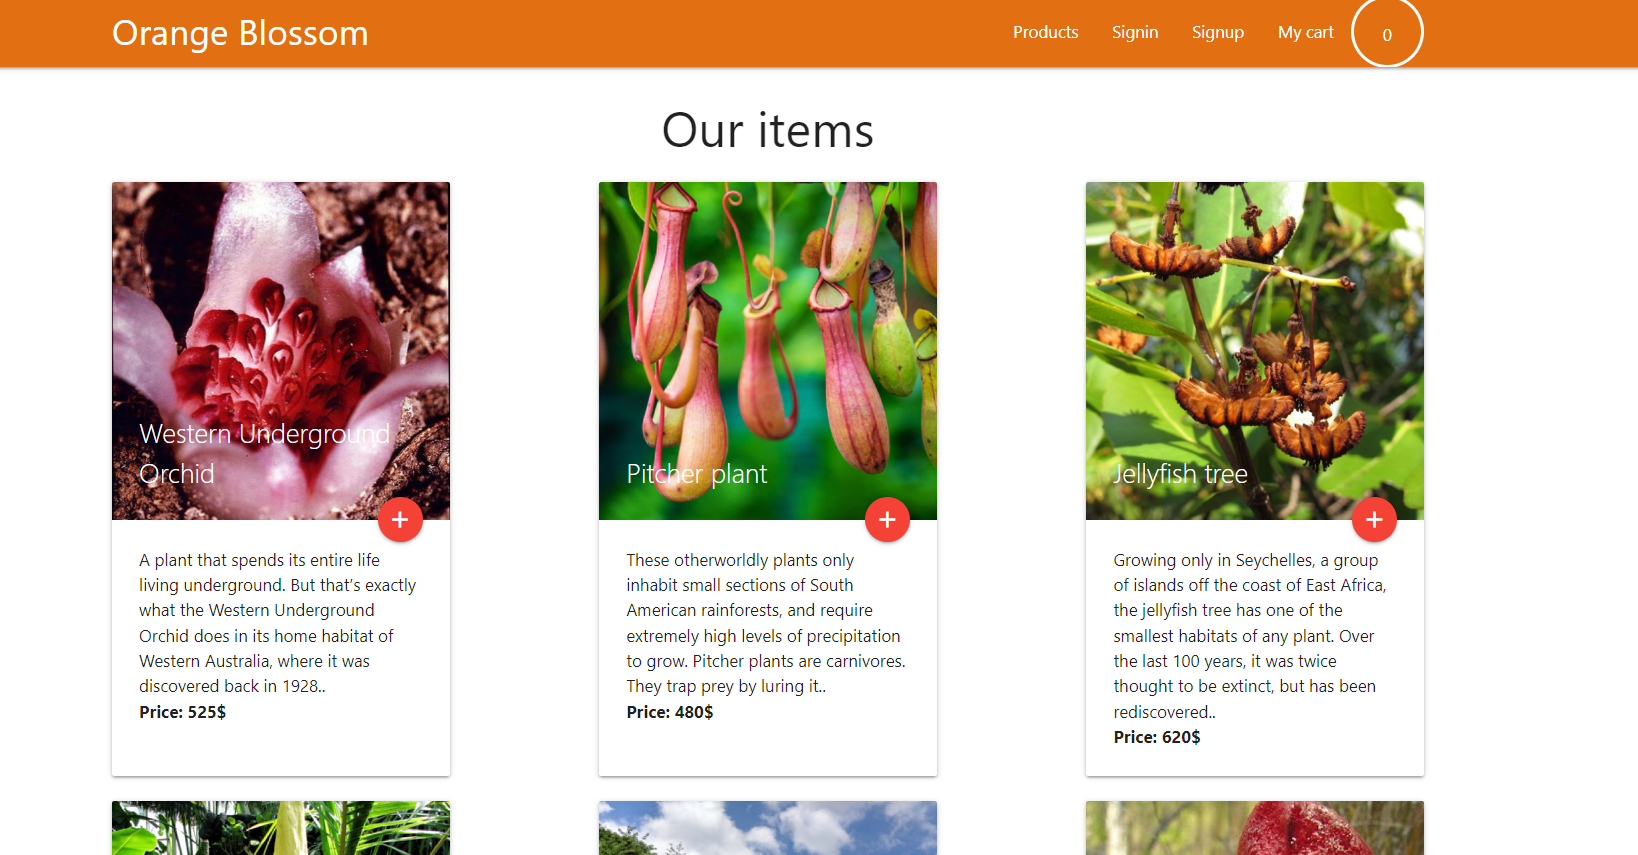 Orange Blossom
Products Signin Signup My cart 0
Our items
Western Underground
Orchid
A plant that spends its entire life
living underground. But that's exactly
what the Western Underground
Orchid does in its home habitat of
Western Australia, where it was
discovered back in 1928..
Price: 525$
Pitcher plant
These otherworldly plants only
inhabit small sections of South
American rainforests, and require
extremely high levels of precipitation
to grow. Pitcher plants are carnivores.
They trap prey by luring it..
Price: 480$
Jellyfish tree
Growing only in Seychelles, a group
of islands off the coast of East Africa,
the jellyfish tree has one of the
smallest habitats of any plant. Over
the last 100 years, it was twice
thought to be extinct, but has been
rediscovered..
Price: 620$